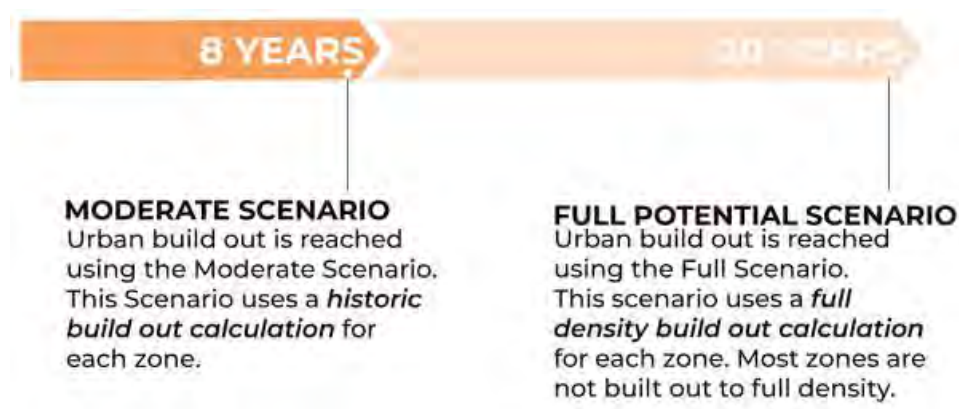 8 YEARS
20 YEARS
MODERATE SCENARIO
Urban build out is reached
using the Moderate Scenario.
This Scenario uses a historic
build out calculation for
each zone.
FULL POTENTIAL SCENARIO
Urban build out is reached
using the Full Scenario.
This scenario uses a full
density build out calculation
for each zone. Most zones are
not built out to full density.